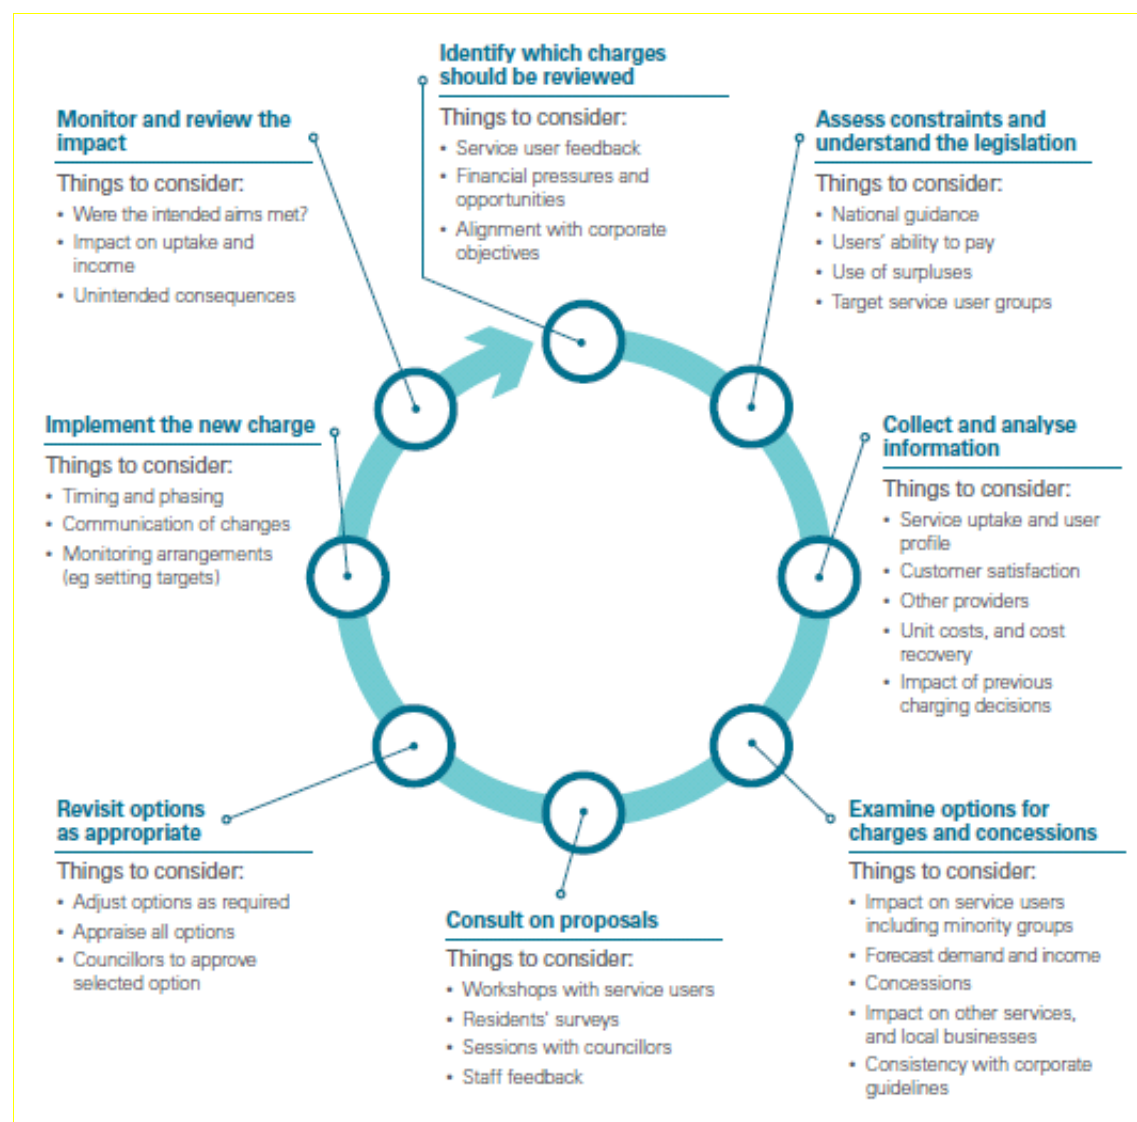 Identify which charges
should be reviewed
Things to consider:
• Service user feedback
• Financial pressures and
opportunities
• Alignment with corporate
objectives
Assess constraints and
understand the legislation
Things to consider:
• National guidance
• Users' ability to pay
• Use of surpluses
• Target service user groups
Collect and analyse
information
Things to consider:
• Service uptake and user
profile
• Customer satisfaction
• Other providers
• Unit costs, and cost
recovery
• Impact of previous
charging decisions
Examine options for
charges and concessions
Things to consider:
• Impact on service users
including minority groups
• Forecast demand and income
• Concessions
• Impact on other services,
and local businesses
• Consistency with corporate
guidelines
Consult on proposals
Things to consider:
• Workshops with service users
• Residents' surveys
• Sessions with councillors
• Staff feedback
Revisit options
as appropriate
Things to consider:
• Adjust options as required
• Appraise all options
• Councillors to approve
selected option
Implement the new charge
Things to consider:
• Timing and phasing
• Communication of changes
• Monitoring arrangements
(eg setting targets)
Monitor and review the
impact
Things to consider:
• Were the intended aims met?
• Impact on uptake and
income
• Unintended consequences